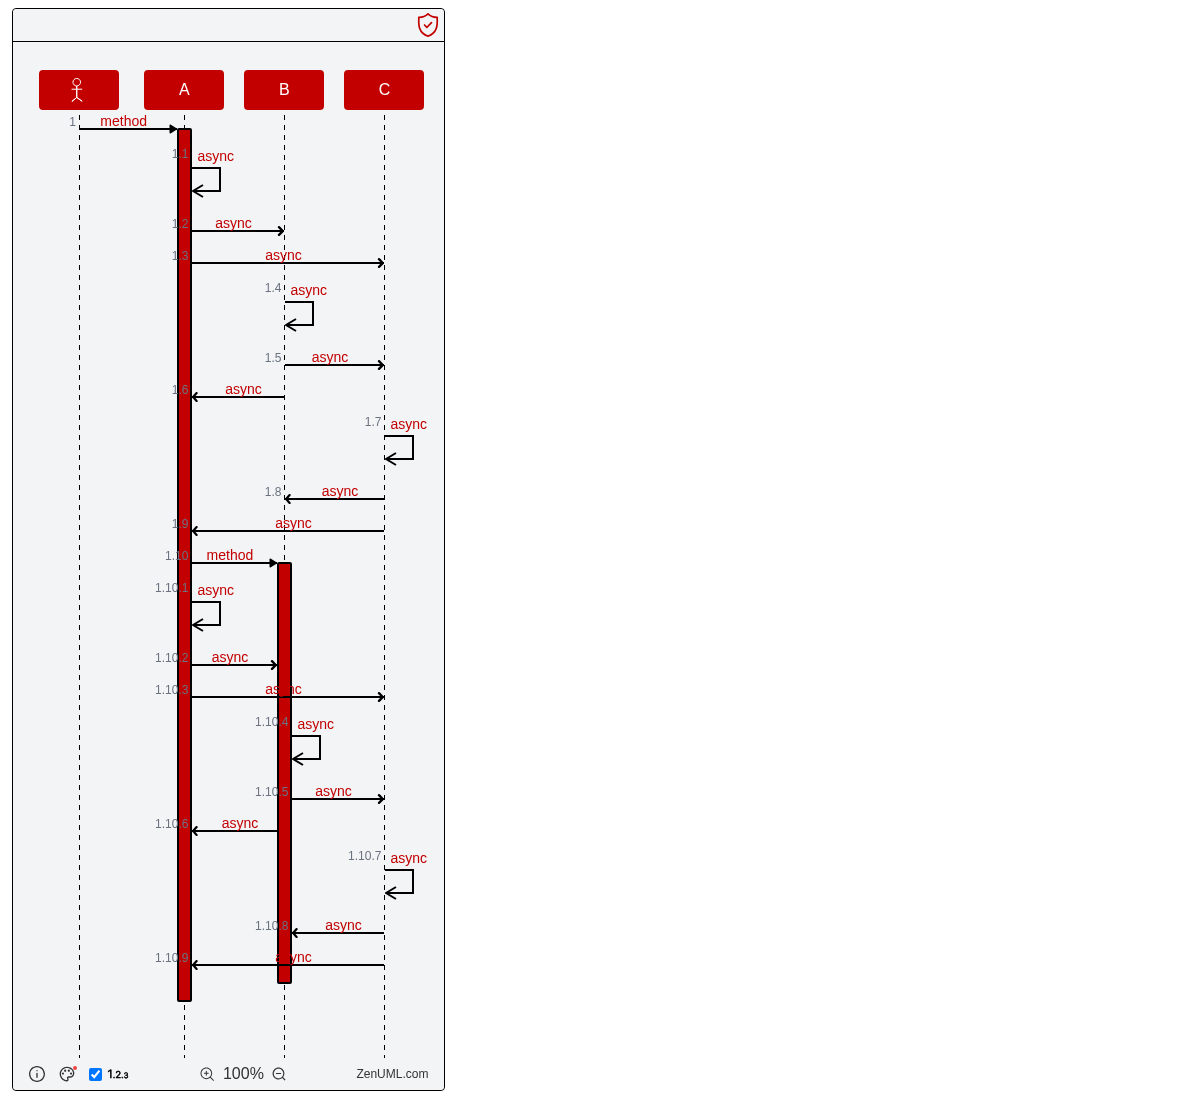 A B C
1 method
1.1 async
1.2 async
1.3 async
1.4 async
1.5 async
1.6 async
1.7 async
1.8 async
1.9 async
1.10 method
1.10.1 async
1.10.2 async
1.10.3 async
1.10.4 async
1.10.5 async
1.10.6 async
1.10.7 async
1.10.8 async
1.10.9 async
1.2.3 100% ZenUML.com